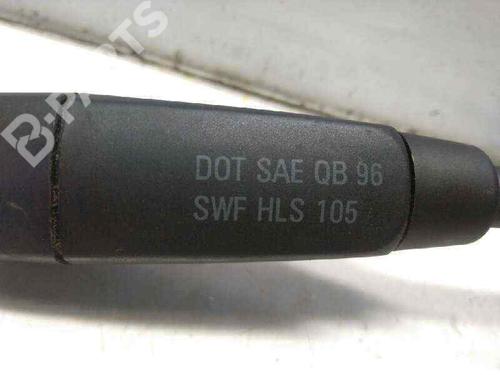 B-PARTS
DOT SAE QB 96
SWF HLS 105